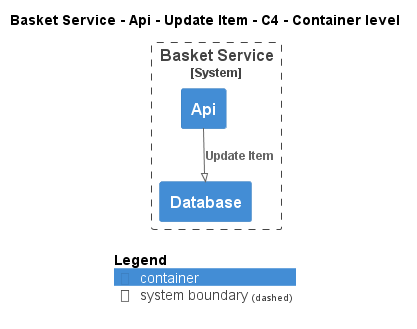 Basket Service - Api - Update Item - C4 - Container level
Basket Service
[System]
Api
Update Item
Database
Legend
container
system boundary (dashed)